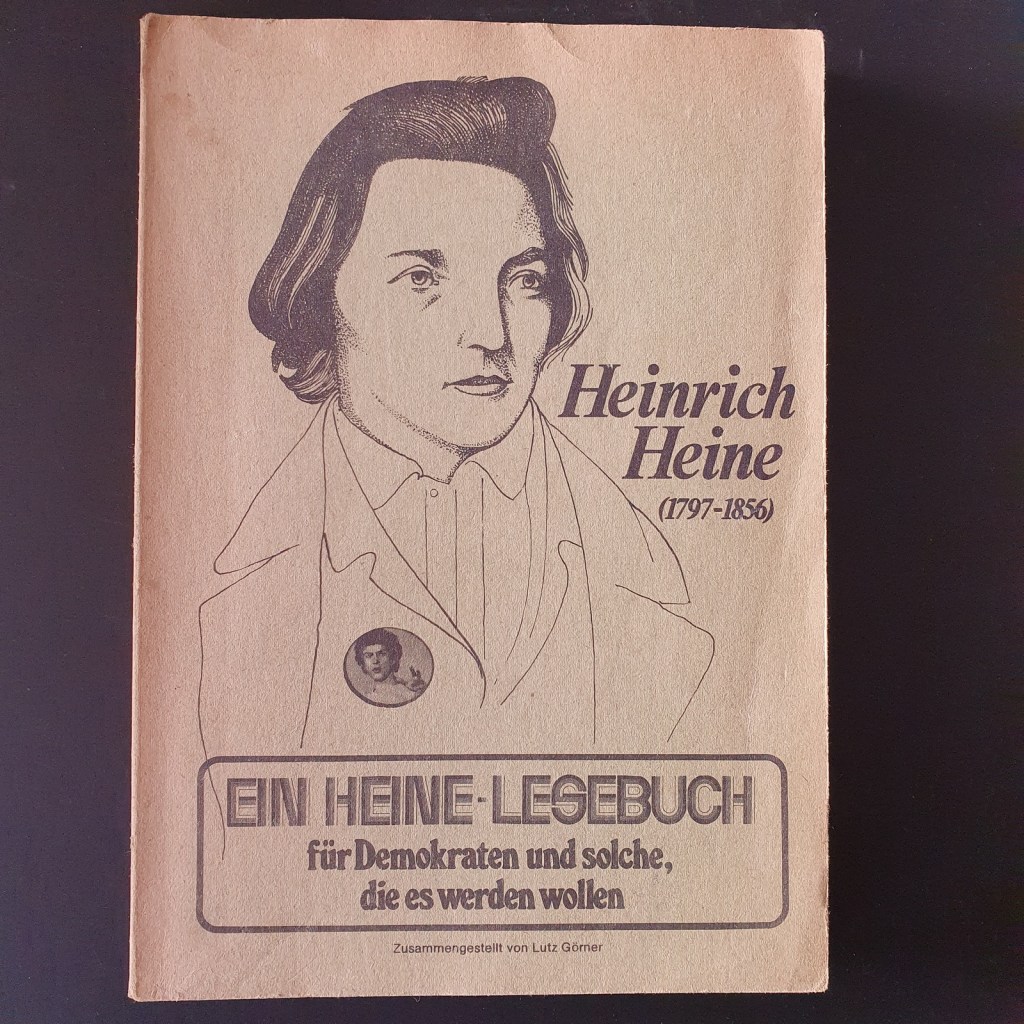 Heinrich
Heine
(1797-1856)
EIN HEINE-LESEBUCH
für Demokraten und solche,
die es werden wollen
Zusammengestellt von Lutz Görner